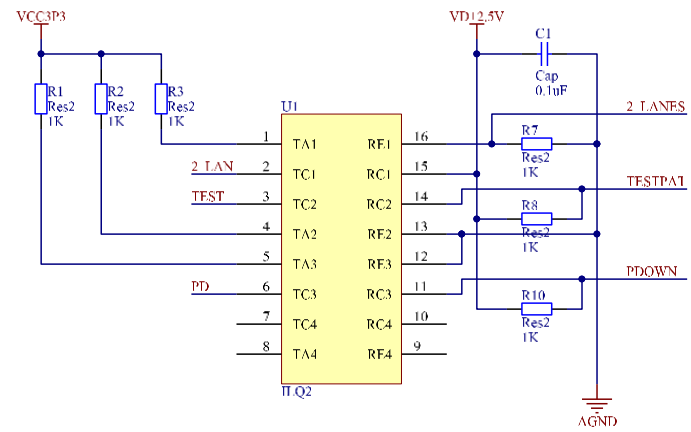 VCC3P3
VD+2.5V
C1
Cap
0.1uF
R1
Res2
1K
R2
Res2
1K
R3
Res2
1K
U1
2_LANES
1 TA1 RE1 16
R7
Res2
1K
2_LAN 2 TC1 RC1 15
TEST 3 TC2 RC2 14
TESTPAT
4 TA2 RE2 13
R8
Res2
1K
5 TA3 RE3 12
PD 6 TC3 RC3 11
PDOWN
7 TC4 RC4 10
R10
Res2
1K
8 TA4 RE4 9
ILQ2
AGND